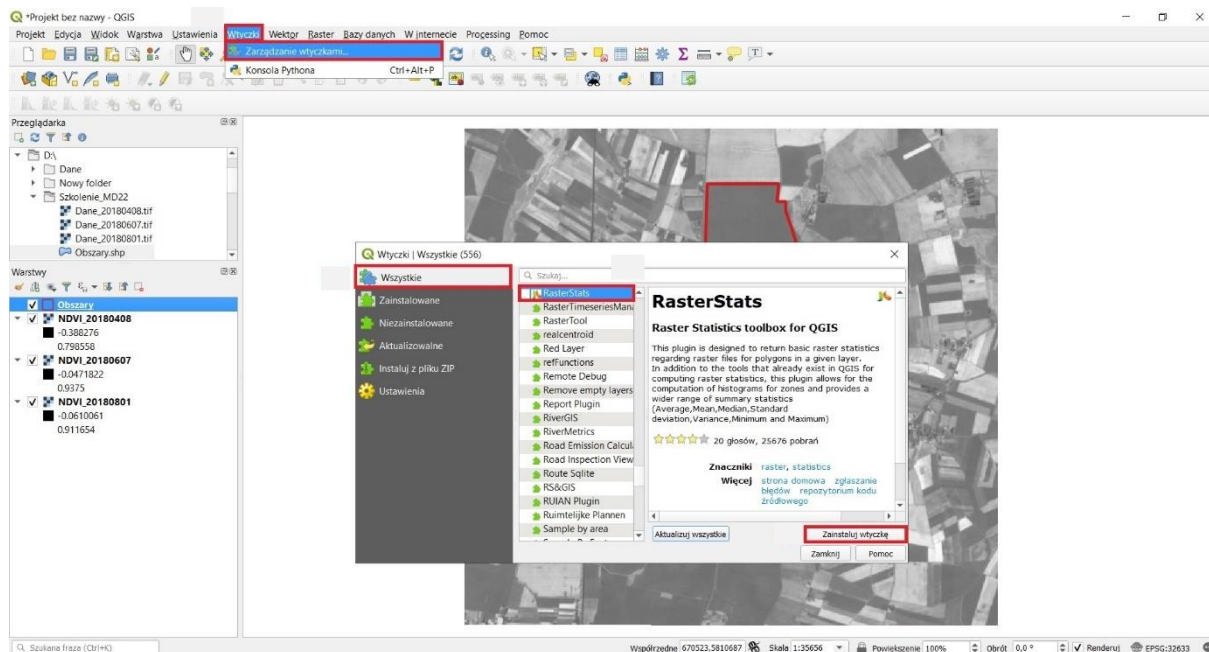 *Projekt bez nazwy - QGIS
Projekt Edycja Widok Warstwa Ustawienia Wtyczki Wektor Raster Bazy danych W internecie Processing Pomoc
Zarządzanie wtyczkami...
Konsola Pythona Ctrl+Alt+P
Przeglądarka
D:\
Dane
Nowy folder
Szkolenie_MD22
Dane_20180408.tif
Dane_20180607.tif
Dane_20180801.tif
Obszary.shp
Warstwy
Obszary
NDVI_20180408
-0.388276
0.798558
NDVI_20180607
-0.0471822
0.9375
NDVI_20180801
-0.0610061
0.911654
Wtyczki | Wszystkie (556)
Wszystkie
Zainstalowane
Niezainstalowane
Aktualizowalne
Instaluj z pliku ZIP
Ustawienia
Szukaj...
RasterStats
RasterTimeseriesMana
RasterTool
realcentroid
Red Layer
refFunctions
Remote Debug
Remove empty layers
Report Plugin
RiverGIS
RiverMetrics
Road Emission Calcul
Road Inspection View
Route Sqlite
RS&GIS
RUIAN Plugin
Ruimtelijke Plannen
Sample by area
RasterStats
Raster Statistics toolbox for QGIS
This plugin is designed to return basic raster statistics
regarding raster files for polygons in a given layer.
In addition to the tools that already exist in QGIS for
computing raster statistics, this plugin allows for the
computation of histograms for zones and provides a
wider range of summary statistics
(Average,Mean,Median,Standard
deviation,Variance,Minimum and Maximum)
20 głosów, 25676 pobrań
Znaczniki raster, statistics
Więcej strona domowa zgłaszanie
błędów repozytorium kodu
źródłowego
Aktualizuj wszystkie Zainstaluj wtyczkę
Zamknij Pomoc
Szukana fraza (Ctrl+K) Współrzędne 670523,5810687 Skala 1:35656 Powiększenie 100% Obrót 0,0 ° Renderuj EPSG:32633